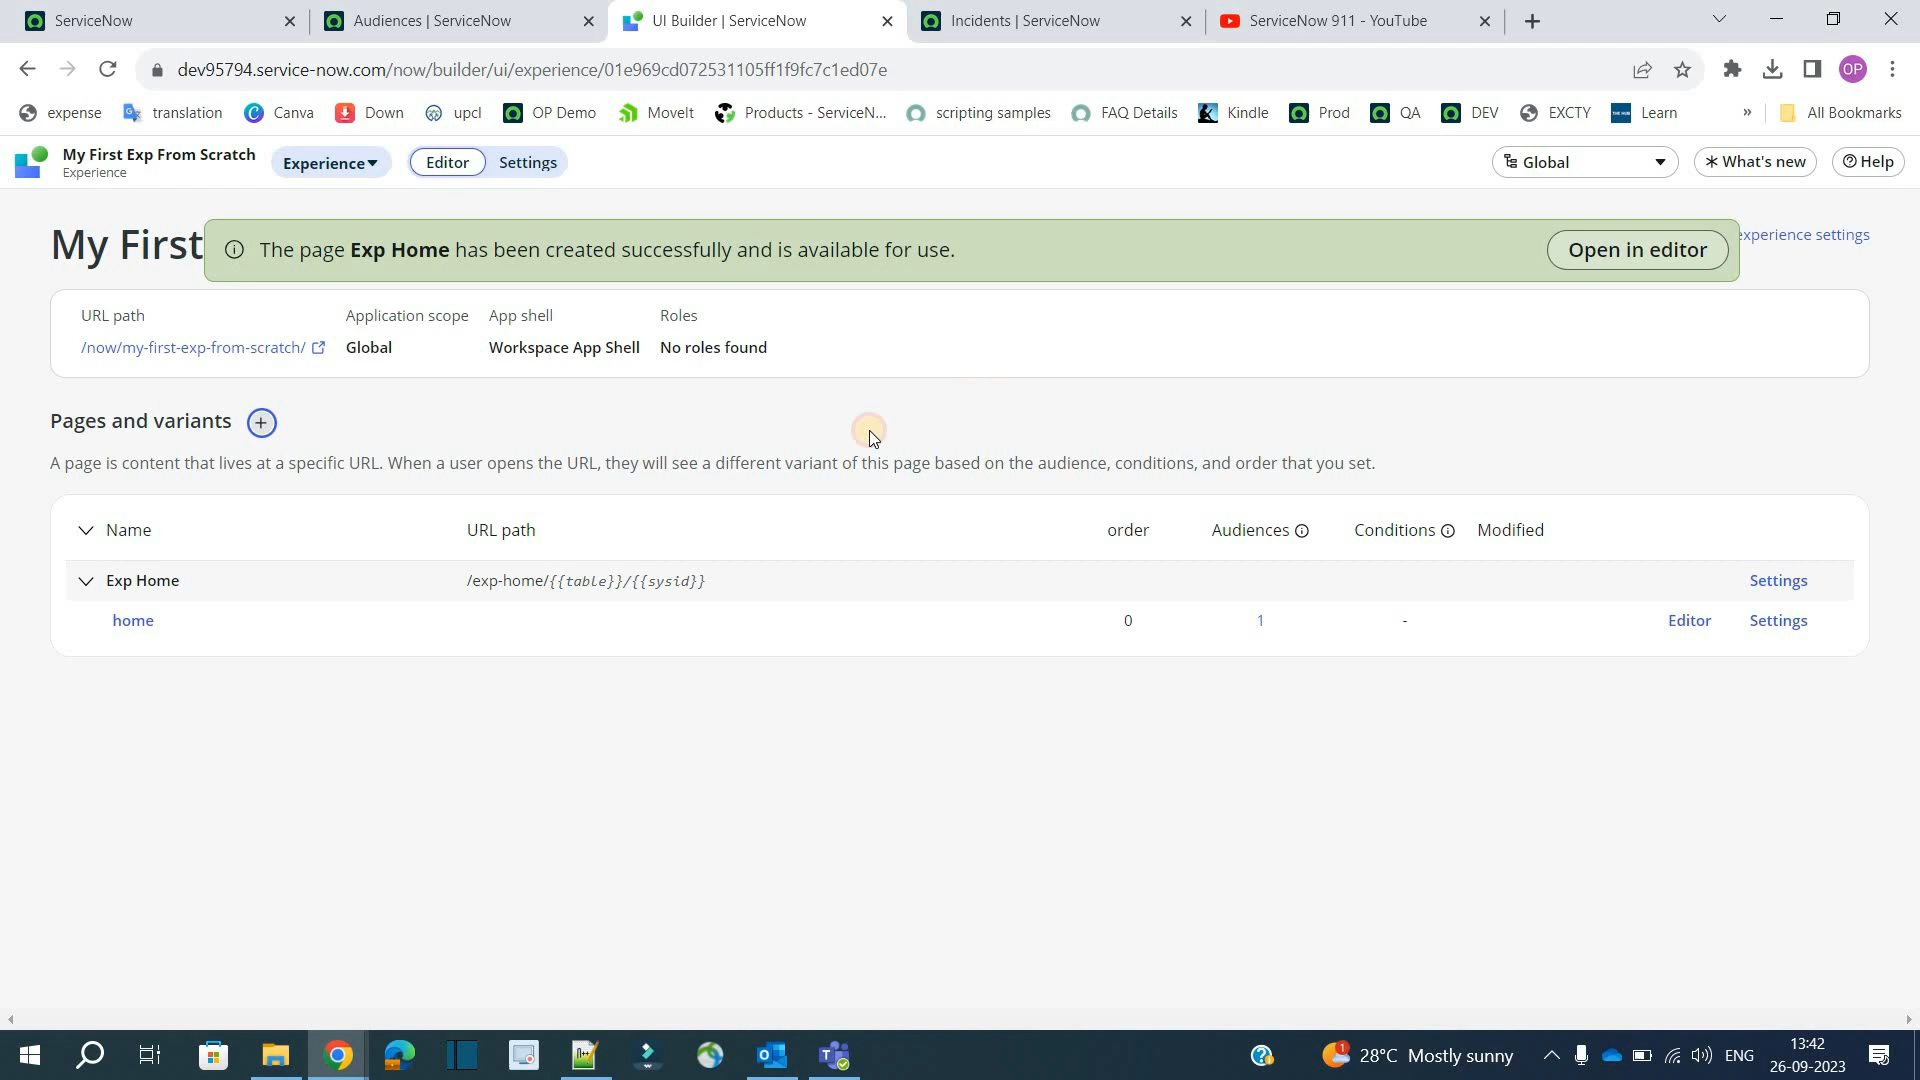 ServiceNow
Audiences | ServiceNow
UI Builder | ServiceNow
Incidents | ServiceNow
ServiceNow 911 - YouTube
dev95794.service-now.com/now/builder/ui/experience/01e969cd072531105ff1f9fc7c1ed07e
OP
expense
translation
Canva
Down
upcl
OP Demo
MoveIt
Products - ServiceN...
scripting samples
FAQ Details
Kindle
Prod
QA
DEV
EXCTY
Learn
»
All Bookmarks
My First Exp From Scratch
Experience
Experience
Editor
Settings
Global
What's new
Help
My First
The page Exp Home has been created successfully and is available for use.
Open in editor
experience settings
URL path
Application scope
App shell
Roles
/now/my-first-exp-from-scratch/
Global
Workspace App Shell
No roles found
Pages and variants
A page is content that lives at a specific URL. When a user opens the URL, they will see a different variant of this page based on the audience, conditions, and order that you set.
Name
URL path
order
Audiences
Conditions
Modified
Exp Home
/exp-home/{{table}}/{{sysid}}
Settings
home
0
1
-
Editor
Settings
1
28°C Mostly sunny
ENG
13:42
26-09-2023